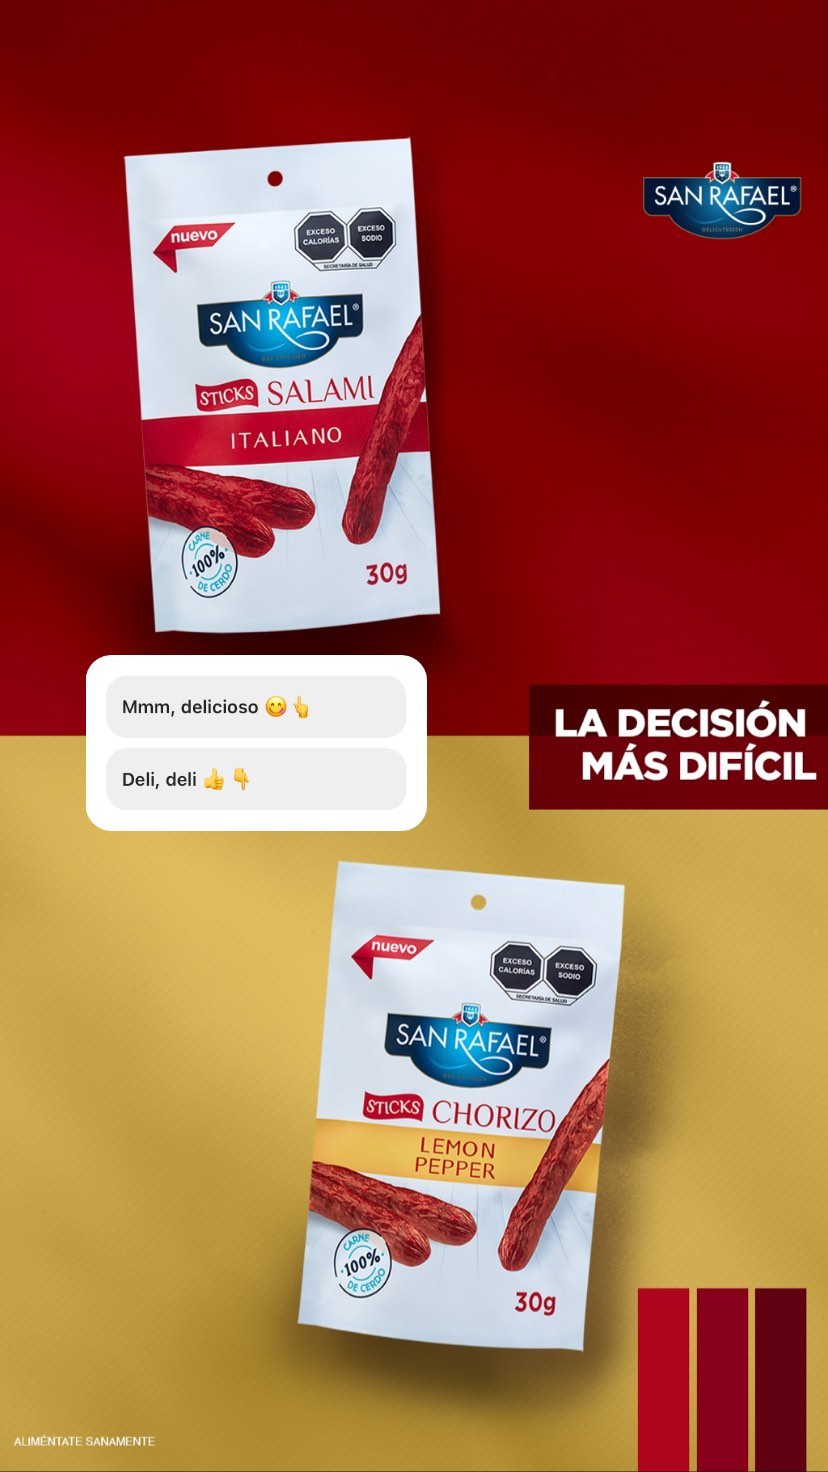 nuevo
EXCESO
CALORÍAS
EXCESO
SODIO
SECRETARÍA DE SALUD
SAN RAFAEL®
DELICATESSEN
SAN RAFAEL®
DELICATESSEN
STICKS SALAMI
ITALIANO
CARNE
100%
DE CERDO
30g
Mmm, delicioso 😋👆
Deli, deli 👍👇
LA DECISIÓN
MÁS DIFÍCIL
nuevo
EXCESO
CALORÍAS
EXCESO
SODIO
SECRETARÍA DE SALUD
SAN RAFAEL®
DELICATESSEN
STICKS CHORIZO
LEMON
PEPPER
CARNE
100%
DE CERDO
30g
ALIMÉNTATE SANAMENTE